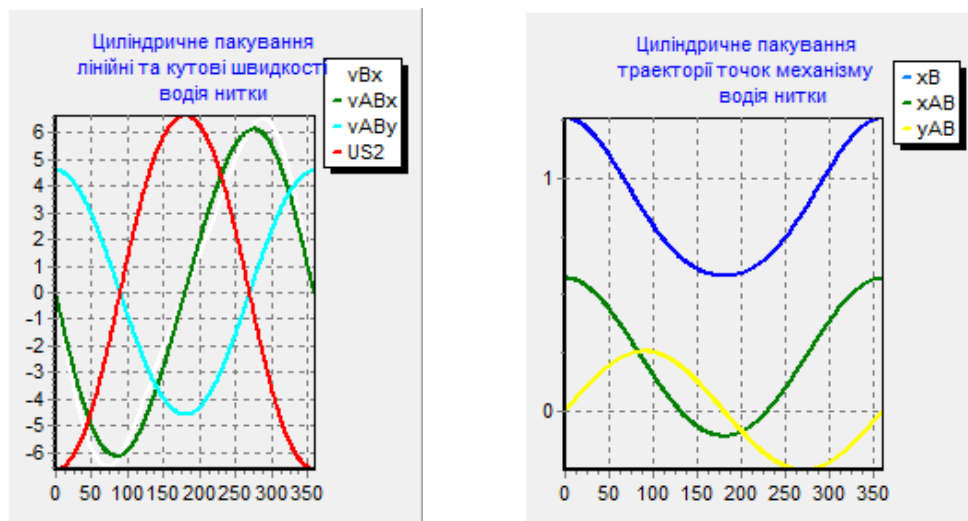 Циліндричне пакування
лінійні та кутові швидкості
водія нитки
vBx
vABx
vABy
US2
6
5
4
3
2
1
0
-1
-2
-3
-4
-5
-6
0 50 100 150 200 250 300 350
Циліндричне пакування
траекторії точок механізму
водія нитки
xB
xAB
yAB
1
0
0 50 100 150 200 250 300 350